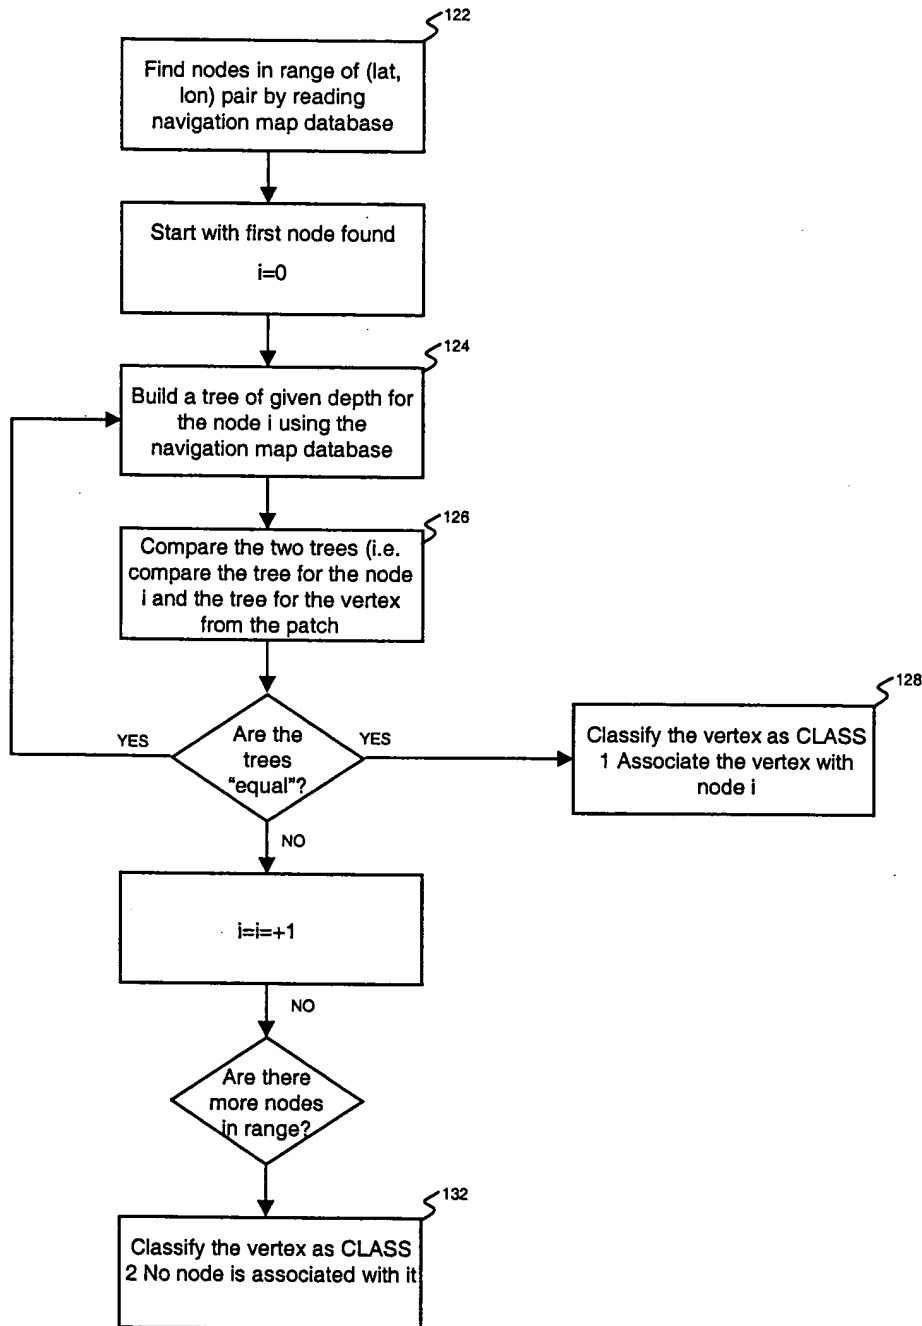 122
Find nodes in range of (lat,
lon) pair by reading
navigation map database
Start with first node found
i=0
124
Build a tree of given depth for
the node i using the
navigation map database
126
Compare the two trees (i.e.
compare the tree for the node
i and the tree for the vertex
from the patch
128
YES
Are the
trees
"equal"?
YES
Classify the vertex as CLASS
1 Associate the vertex with
node i
NO
i=i=+1
NO
Are there
more nodes
in range?
132
Classify the vertex as CLASS
2 No node is associated with it